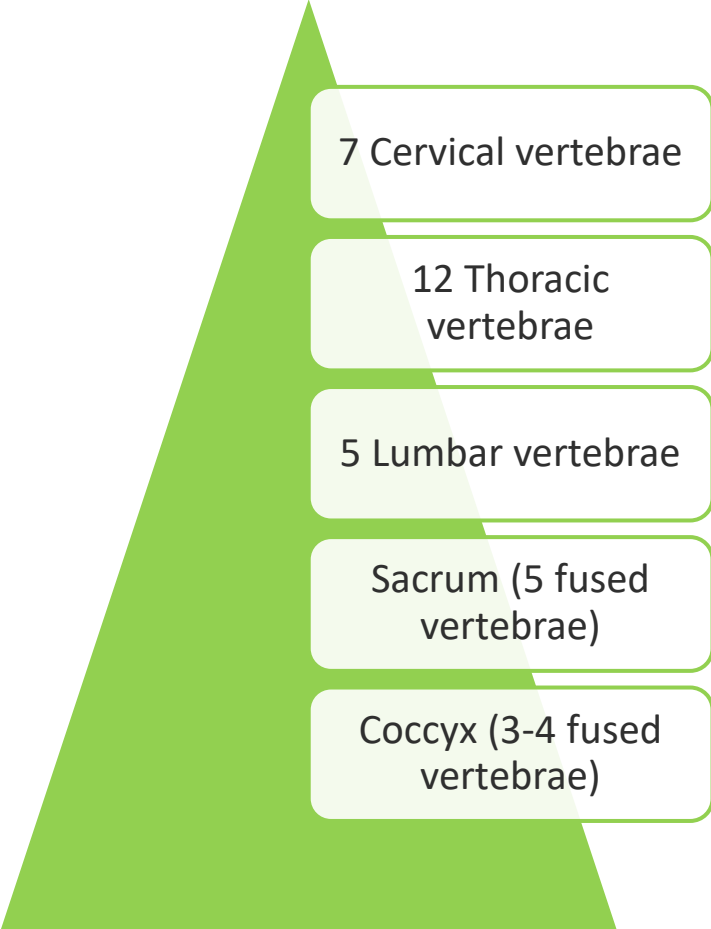 7 Cervical vertebrae
12 Thoracic
vertebrae
5 Lumbar vertebrae
Sacrum (5 fused
vertebrae)
Coccyx (3-4 fused
vertebrae)